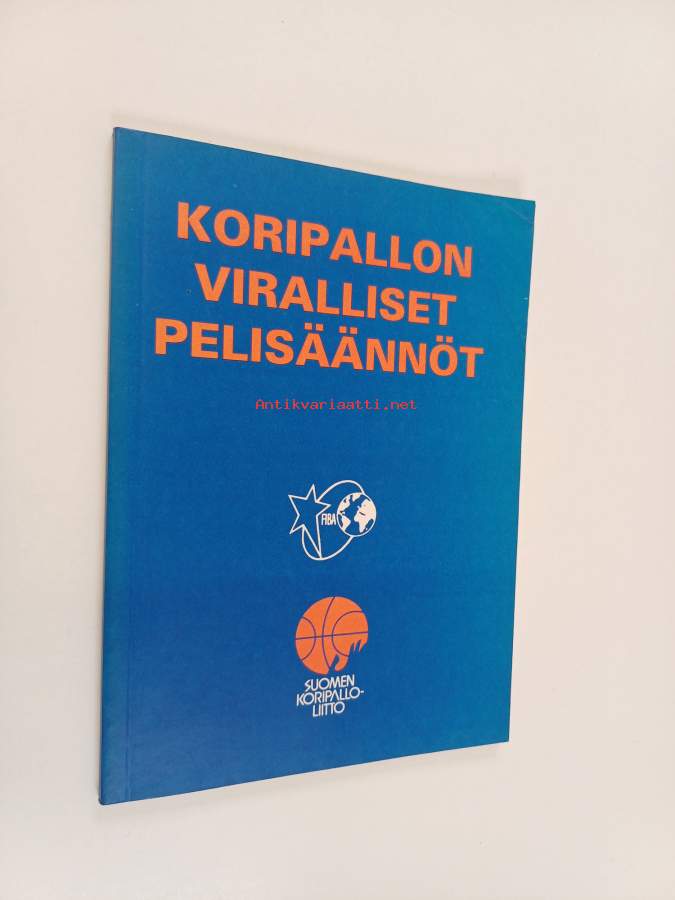 KORIPALLON
VIRALLISET
PELISÄÄNNÖT
Antikvariaatti.net
FIBA
SUOMEN
KORIPALLO-
LIITTO